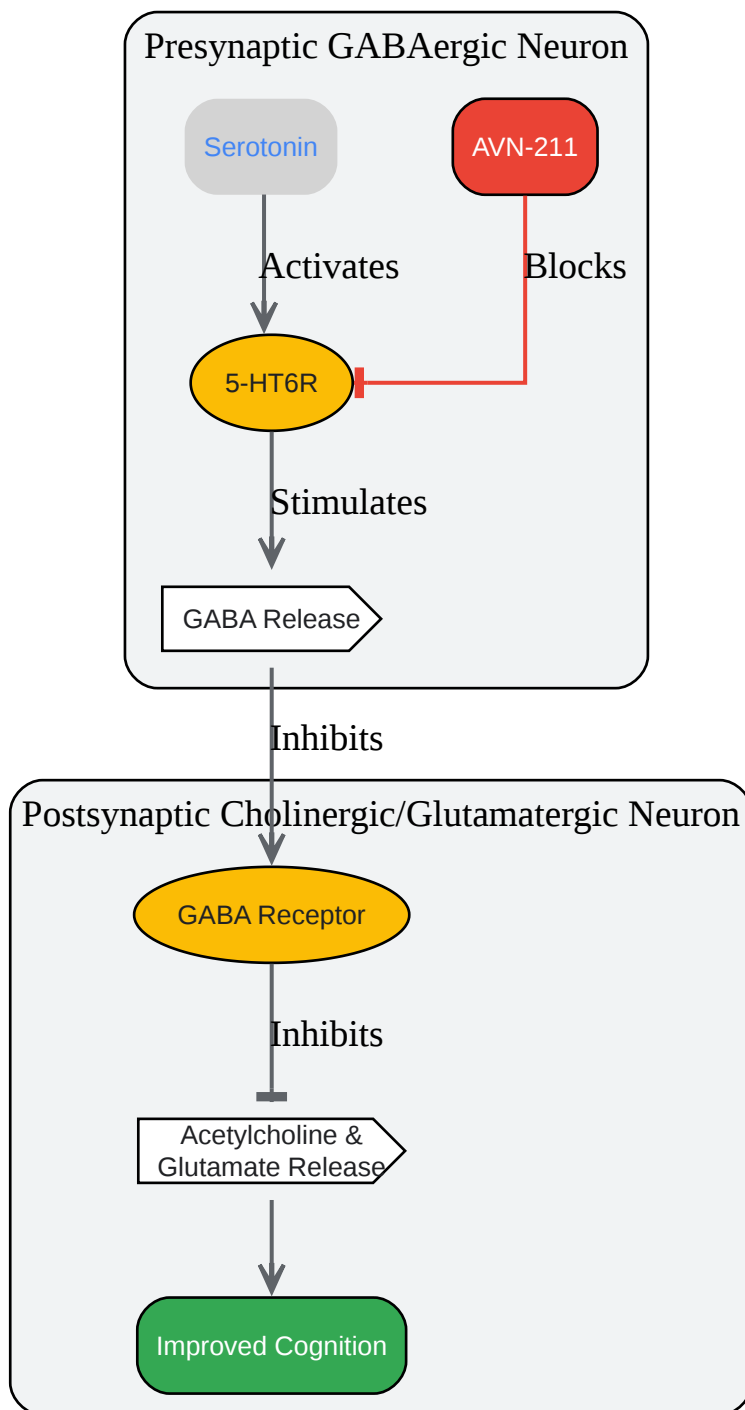 Presynaptic GABAergic Neuron
Serotonin
AVN-211
Activates
Blocks
5-HT6R
Stimulates
GABA Release
Inhibits
Postsynaptic Cholinergic/Glutamatergic Neuron
GABA Receptor
Inhibits
Acetylcholine &
Glutamate Release
Improved Cognition